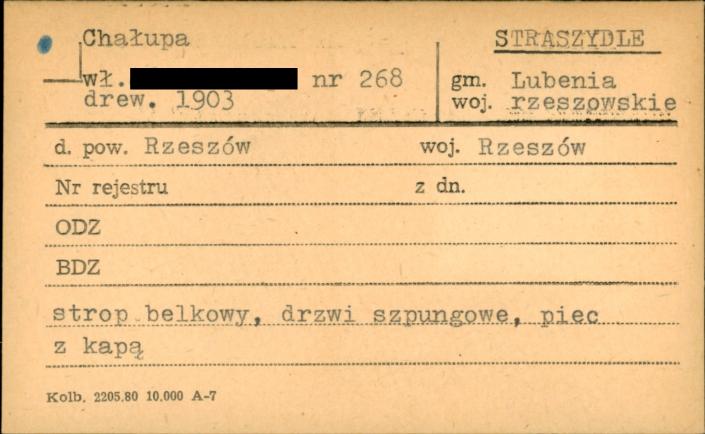 Chałupa STRASZYDLE
wł. nr 268 gm. Lubenia
drew. 1903 woj. rzeszowskie
d. pow. Rzeszów woj. Rzeszów
Nr rejestru z dn.
ODZ
BDZ
strop belkowy, drzwi szpungowe, piec
z kapą
Kolb. 2205.80 10.000 A-7